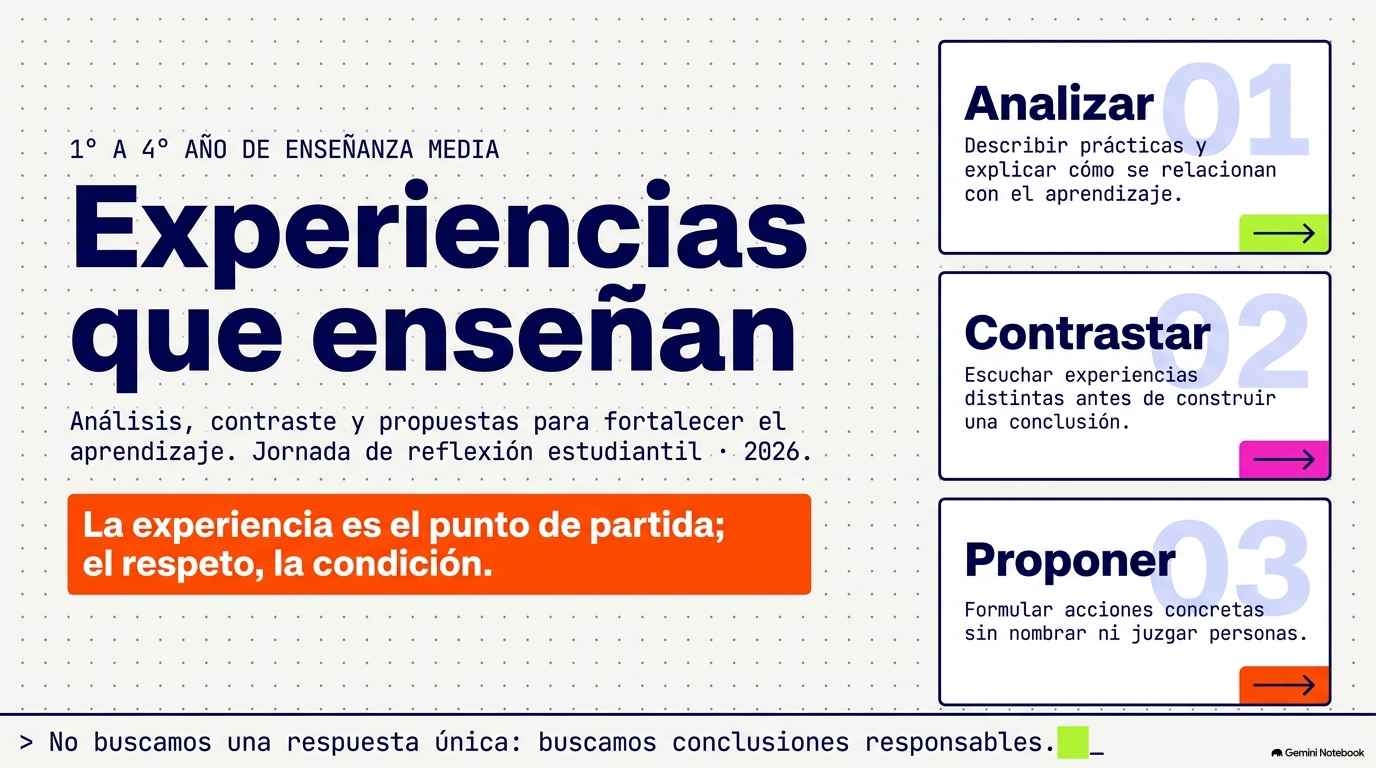 1° A 4° AÑO DE ENSEÑANZA MEDIA
Experiencias
que enseñan
Análisis, contraste y propuestas para fortalecer el
aprendizaje. Jornada de reflexión estudiantil · 2026.
La experiencia es el punto de partida;
el respeto, la condición.
01
Analizar
Describir prácticas y
explicar cómo se relacionan
con el aprendizaje.
02
Contrastar
Escuchar experiencias
distintas antes de construir
una conclusión.
03
Proponer
Formular acciones concretas
sin nombrar ni juzgar personas.
> No buscamos una respuesta única: buscamos conclusiones responsables._
Gemini Notebook